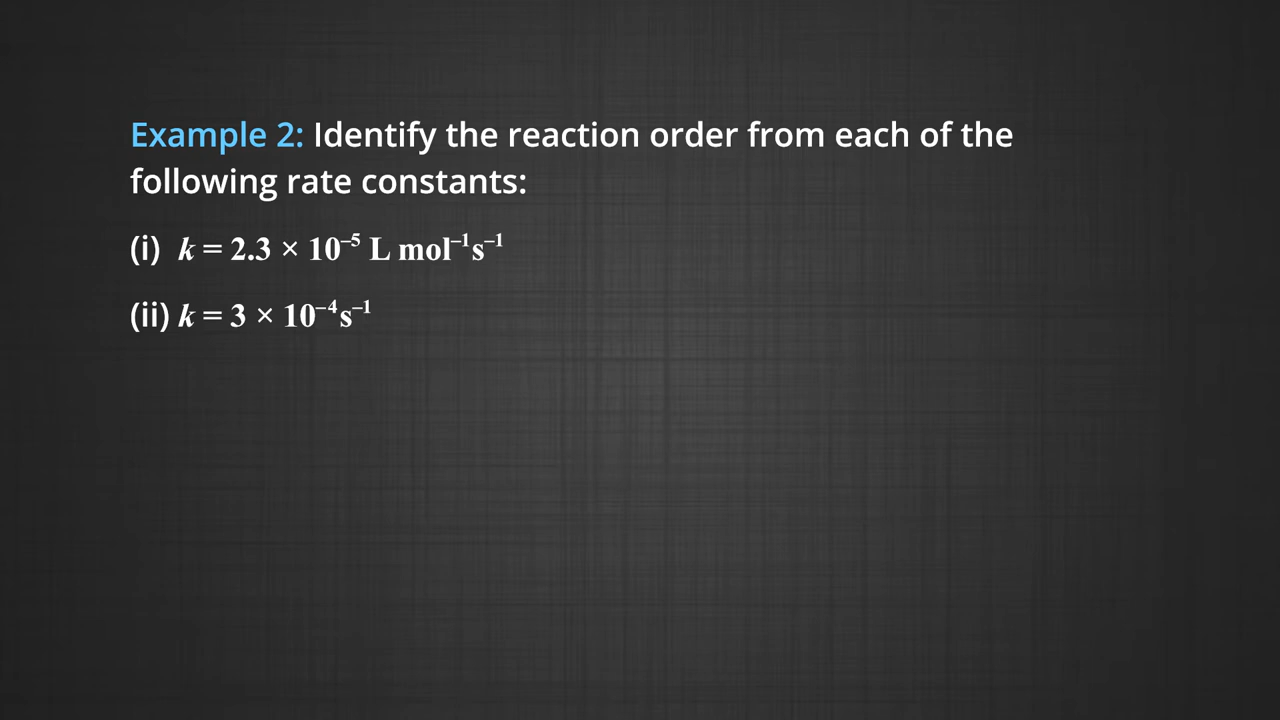 Example 2: Identify the reaction order from each of the
following rate constants:
(i) k = 2.3 × 10⁻⁵ L mol⁻¹s⁻¹
(ii) k = 3 × 10⁻⁴s⁻¹